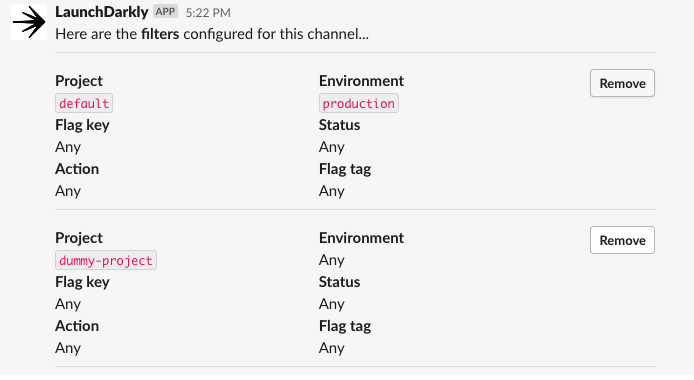 LaunchDarkly APP 5:22 PM
Here are the filters configured for this channel...
Project Environment Remove
default production
Flag key Status
Any Any
Action Flag tag
Any Any
Project Environment Remove
dummy-project Any
Flag key Status
Any Any
Action Flag tag
Any Any